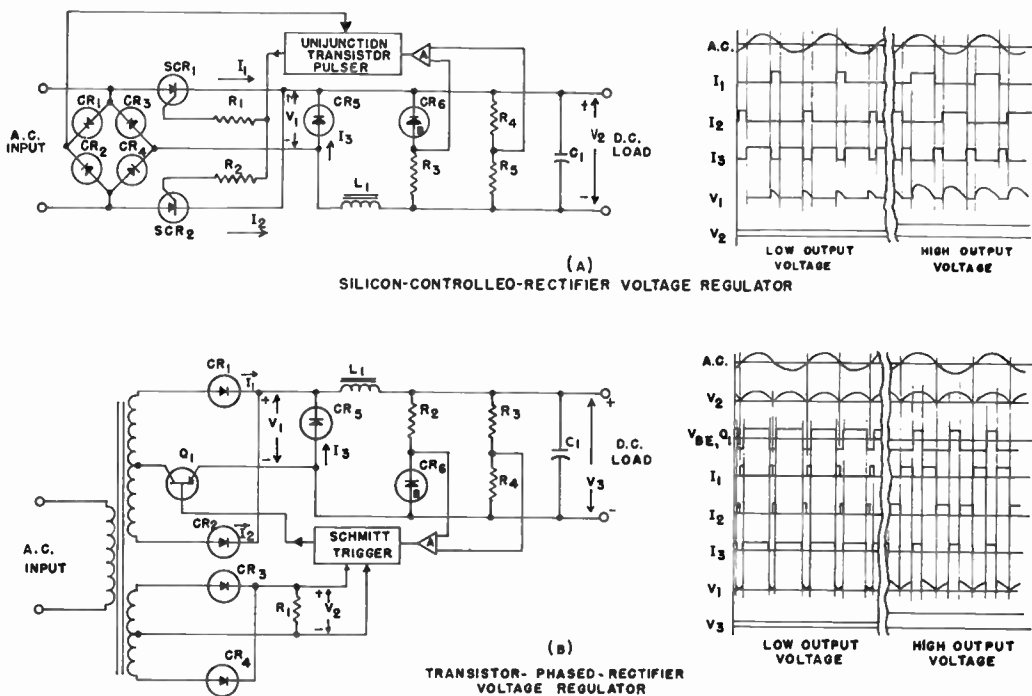 UNIJUNCTION
TRANSISTOR
PULSER
A
SCR1
I1
R1
CR1
CR3
CR2
CR4
A.C.
INPUT
R2
SCR2
I2
+
V1
-
CR5
I3
L1
CR6
B
R3
R4
R5
C1
+
V2
-
D.C.
LOAD
A.C.
I1
I2
I3
V1
V2
LOW OUTPUT
VOLTAGE
HIGH OUTPUT
VOLTAGE
(A)
SILICON-CONTROLLED-RECTIFIER VOLTAGE REGULATOR
CR1
I1
+
V1
-
CR5
I3
L1
R2
CR6
B
R3
R4
C1
+
D.C.
LOAD
V3
-
Q1
CR2
I2
SCHMITT
TRIGGER
A
A.C.
INPUT
CR3
R1
+
V2
-
CR4
A.C.
V2
VBE, Q1
I1
I2
I3
V1
V3
LOW OUTPUT
VOLTAGE
HIGH OUTPUT
VOLTAGE
(B)
TRANSISTOR-PHASED-RECTIFIER
VOLTAGE REGULATOR